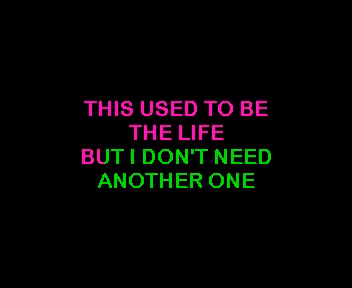 THIS USED TO BE
THE LIFE
BUT I DON'T NEED
ANOTHER ONE